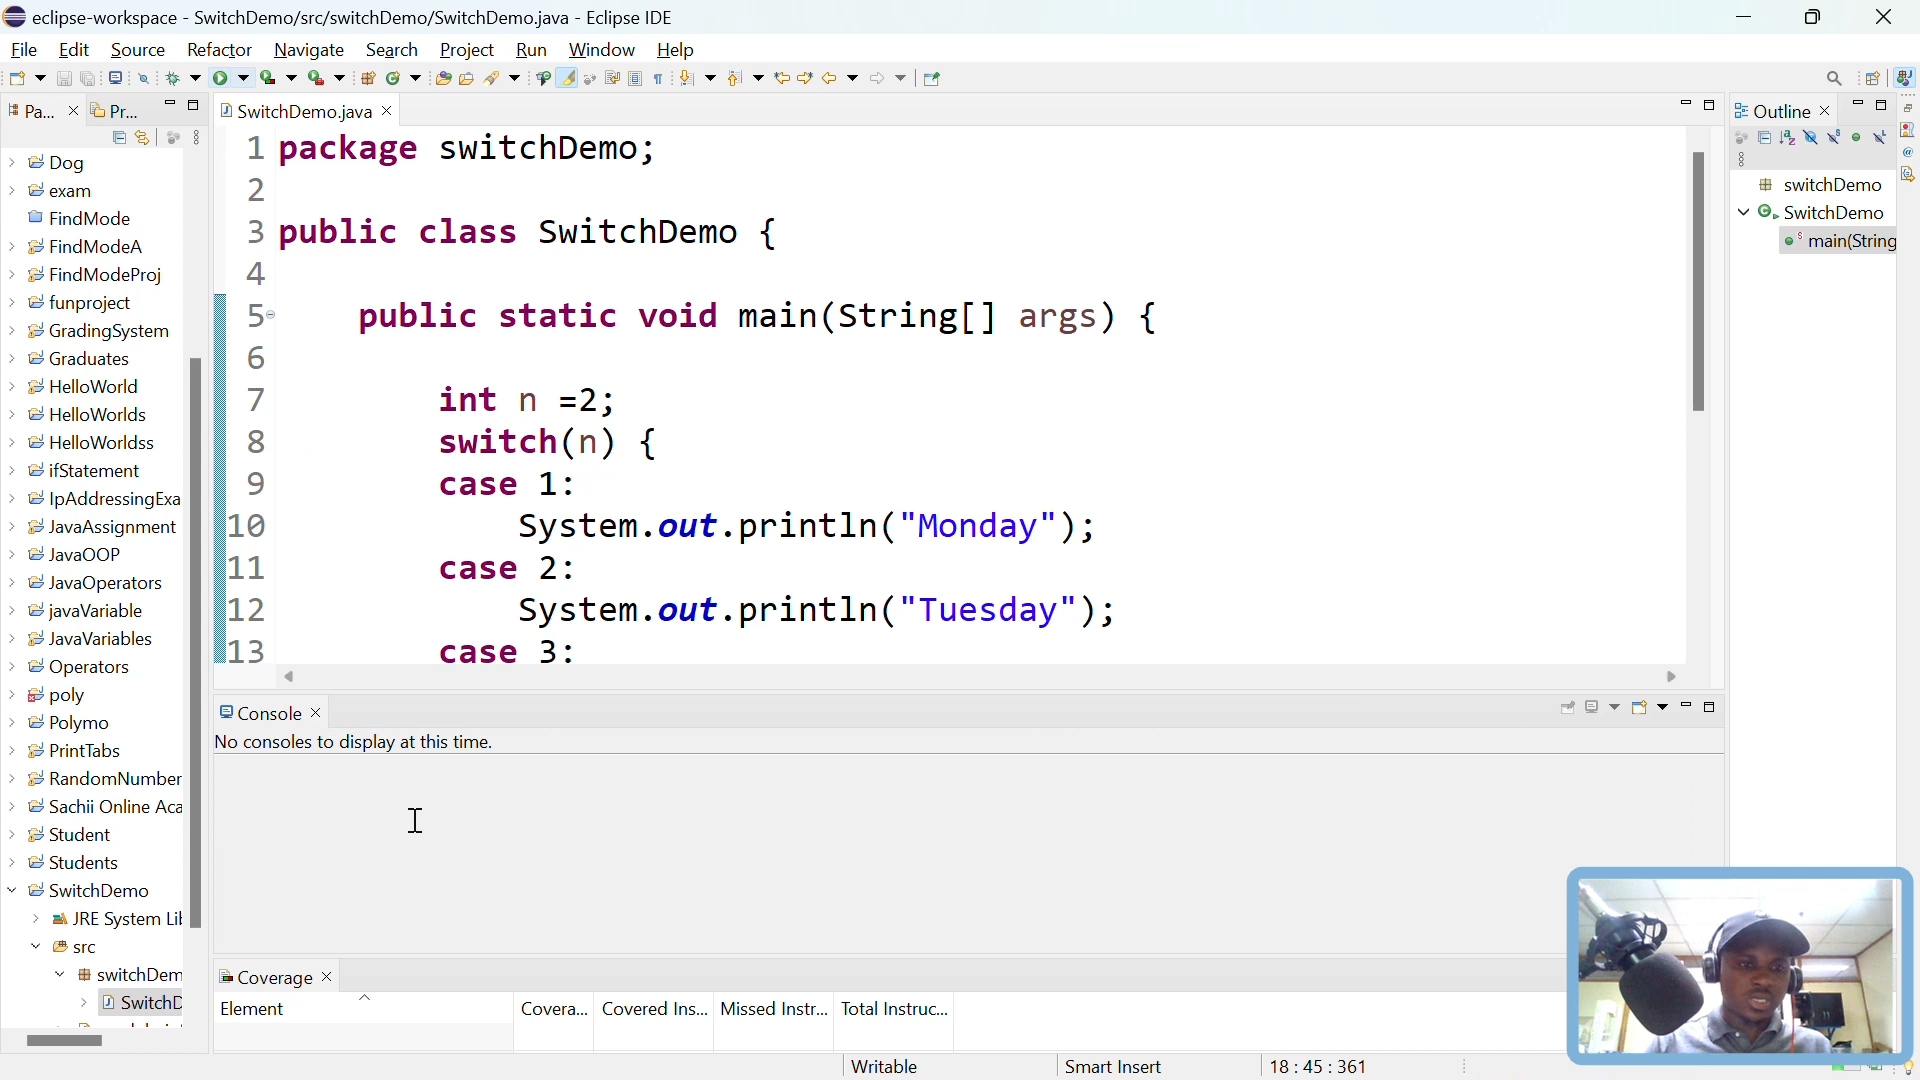 eclipse-workspace - SwitchDemo/src/switchDemo/SwitchDemo.java - Eclipse IDE
File Edit Source Refactor Navigate Search Project Run Window Help
Pa... Pr...
Dog
exam
FindMode
FindModeA
FindModeProj
funproject
GradingSystem
Graduates
HelloWorld
HelloWorlds
HelloWorldss
ifStatement
IpAddressingExa
JavaAssignment
JavaOOP
JavaOperators
javaVariable
JavaVariables
Operators
poly
Polymo
PrintTabs
RandomNumber
Sachii Online Aca
Student
Students
SwitchDemo
JRE System Lib
src
switchDem
SwitchD
SwitchDemo.java
1 package switchDemo;
2
3 public class SwitchDemo {
4
5 public static void main(String[] args) {
6
7 int n =2;
8 switch(n) {
9 case 1:
10 System.out.println("Monday");
11 case 2:
12 System.out.println("Tuesday");
13 case 3:
Console
No consoles to display at this time.
Coverage
Element Covera... Covered Ins... Missed Instr... Total Instruc...
Writable Smart Insert 18 : 45 : 361
Outline
switchDemo
SwitchDemo
main(String